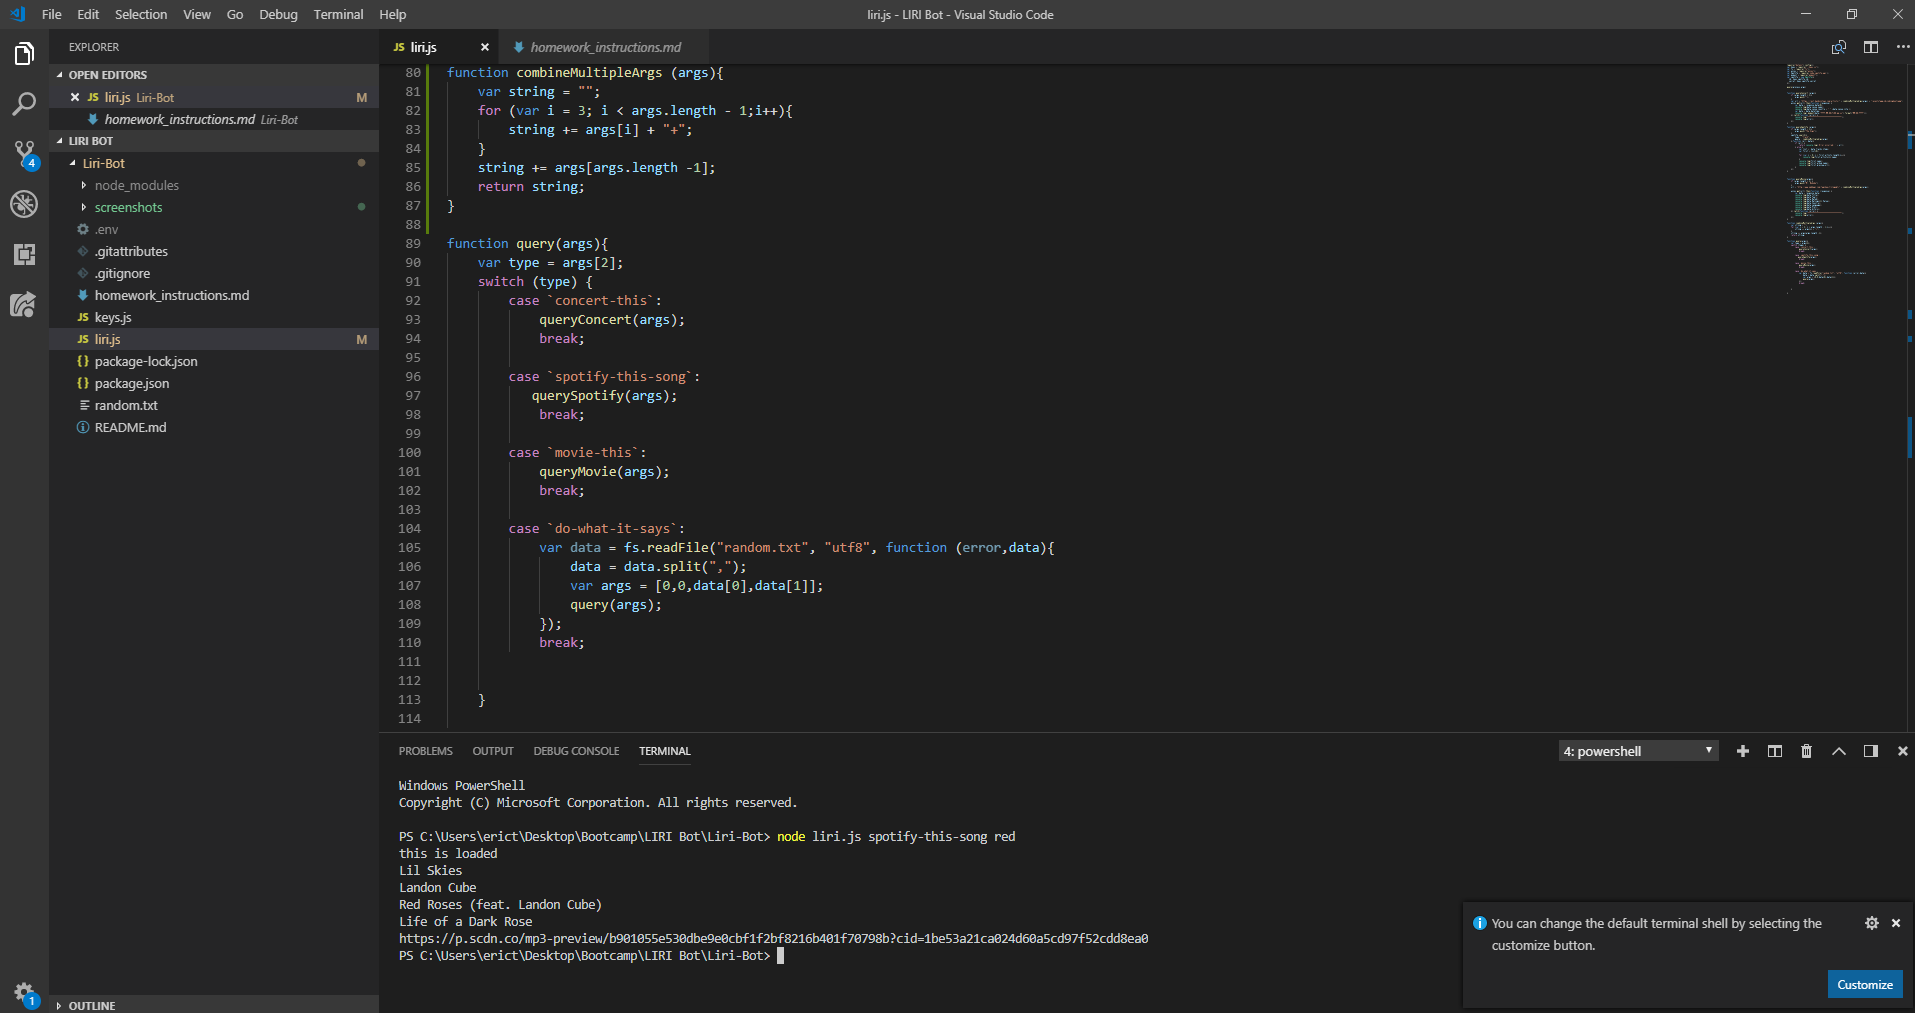 File Edit Selection View Go Debug Terminal Help
liri.js - LIRI Bot - Visual Studio Code
EXPLORER
OPEN EDITORS
JS liri.js Liri-Bot M
homework_instructions.md Liri-Bot
LIRI BOT
4
Liri-Bot
node_modules
screenshots
.env
.gitattributes
.gitignore
homework_instructions.md
JS keys.js
JS liri.js M
{} package-lock.json
{} package.json
random.txt
README.md
1
OUTLINE
JS liri.js
homework_instructions.md
80 function combineMultipleArgs (args){
81 var string = "";
82 for (var i = 3; i < args.length - 1;i++){
83 string += args[i] + "+";
84 }
85 string += args[args.length -1];
86 return string;
87 }
88
89 function query(args){
90 var type = args[2];
91 switch (type) {
92 case `concert-this`:
93 queryConcert(args);
94 break;
95
96 case `spotify-this-song`:
97 querySpotify(args);
98 break;
99
100 case `movie-this`:
101 queryMovie(args);
102 break;
103
104 case `do-what-it-says`:
105 var data = fs.readFile("random.txt", "utf8", function (error,data){
106 data = data.split(",");
107 var args = [0,0,data[0],data[1]];
108 query(args);
109 });
110 break;
111
112
113 }
114
PROBLEMS OUTPUT DEBUG CONSOLE TERMINAL
4: powershell
Windows PowerShell
Copyright (C) Microsoft Corporation. All rights reserved.
PS C:\Users\erict\Desktop\Bootcamp\LIRI Bot\Liri-Bot> node liri.js spotify-this-song red
this is loaded
Lil Skies
Landon Cube
Red Roses (feat. Landon Cube)
Life of a Dark Rose
https://p.scdn.co/mp3-preview/b901055e530dbe9e0cbf1f2bf8216b401f70798b?cid=1be53a21ca024d60a5cd97f52cdd8ea0
PS C:\Users\erict\Desktop\Bootcamp\LIRI Bot\Liri-Bot>
You can change the default terminal shell by selecting the
customize button.
Customize